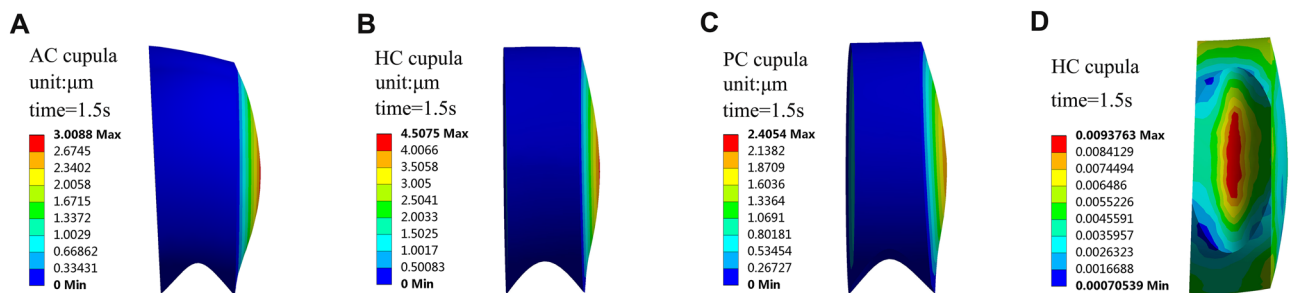 A
AC cupula
unit:μm
time=1.5s
3.0088 Max
2.6745
2.3402
2.0058
1.6715
1.3372
1.0029
0.66862
0.33431
0 Min
B
HC cupula
unit:μm
time=1.5s
4.5075 Max
4.0066
3.5058
3.005
2.5041
2.0033
1.5025
1.0017
0.50083
0 Min
C
PC cupula
unit:μm
time=1.5s
2.4054 Max
2.1382
1.8709
1.6036
1.3364
1.0691
0.80181
0.53454
0.26727
0 Min
D
HC cupula
time=1.5s
0.0093763 Max
0.0084129
0.0074494
0.006486
0.0055226
0.0045591
0.0035957
0.0026323
0.0016688
0.00070539 Min